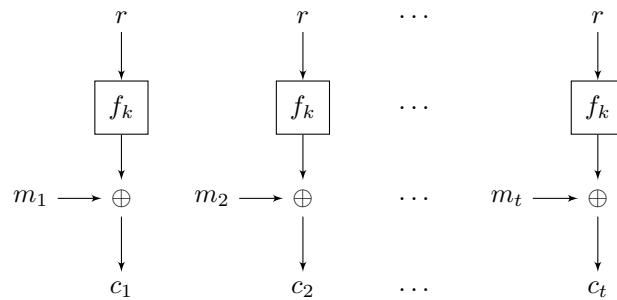 r r ⋯ r
f_k f_k ⋯ f_k
m_1 ⊕ m_2 ⊕ ⋯ m_t ⊕
c_1 c_2 ⋯ c_t